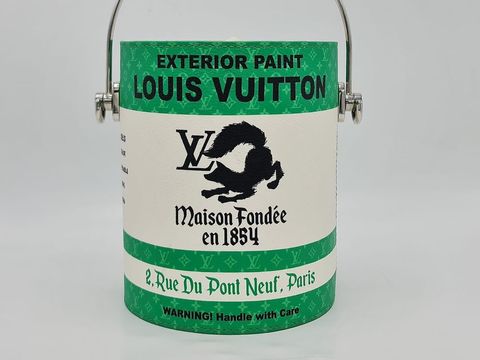 EXTERIOR PAINT
LOUIS VUITTON
LV
Maison Fondée
en 1854
2, Rue Du Pont Neuf, Paris
WARNING! Handle with Care